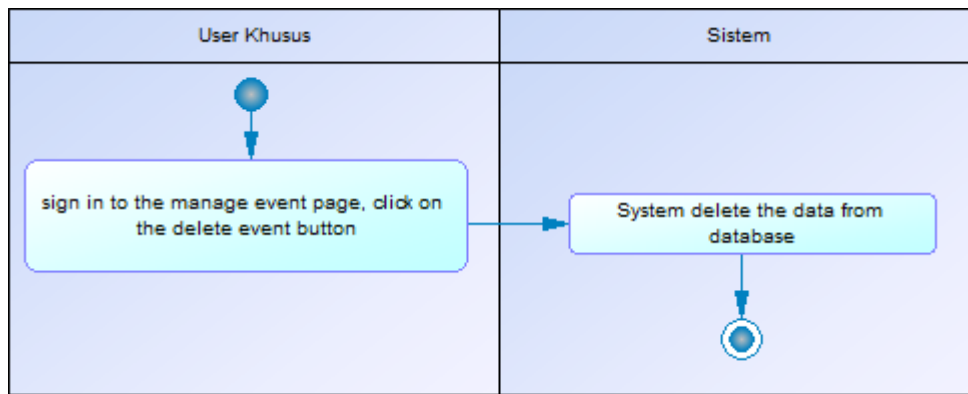 User Khusus
Sistem
sign in to the manage event page, click on
the delete event button
System delete the data from
database